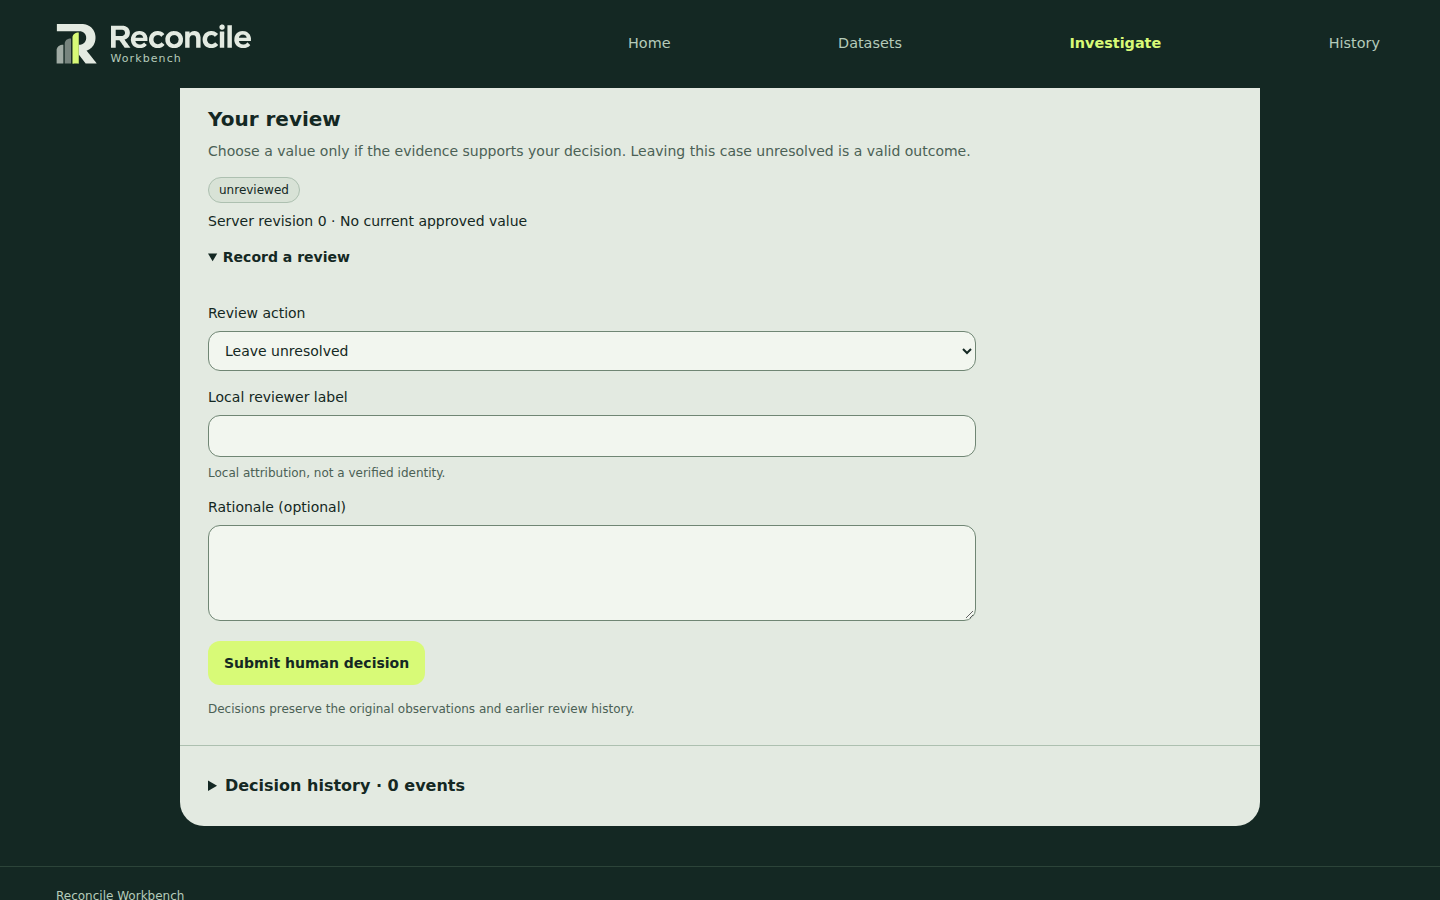 Reconcile
Workbench
Home
Datasets
Investigate
History
Your review
Choose a value only if the evidence supports your decision. Leaving this case unresolved is a valid outcome.
unreviewed
Server revision 0 · No current approved value
▼ Record a review
Review action
Leave unresolved
Local reviewer label
Local attribution, not a verified identity.
Rationale (optional)
Submit human decision
Decisions preserve the original observations and earlier review history.
▶ Decision history · 0 events
Reconcile Workbench